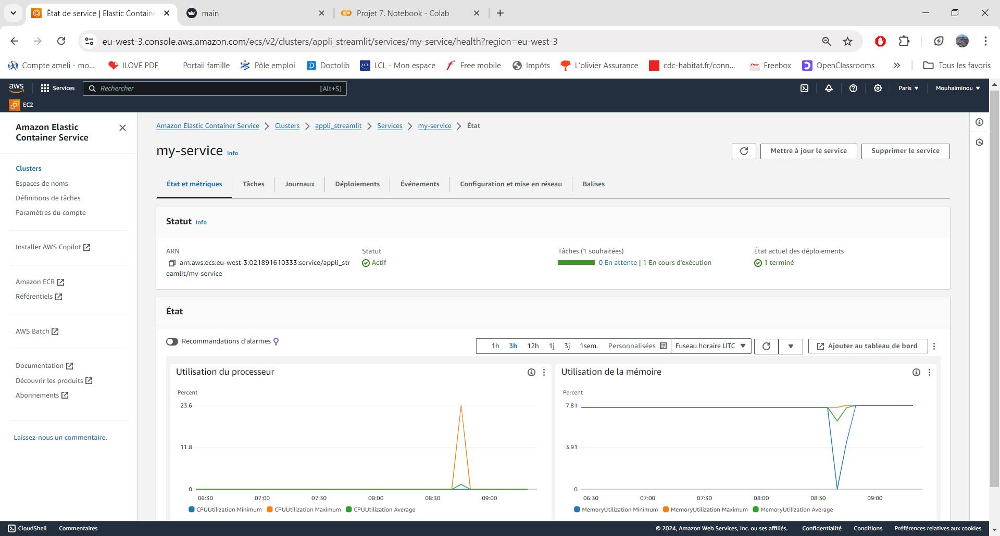 État de service | Elastic Containe
main
Projet 7. Notebook - Colab
eu-west-3.console.aws.amazon.com/ecs/v2/clusters/appli_streamlit/services/my-service/health?region=eu-west-3
Compte ameli - mo...
ILOVE PDF
Portail famille
Pôle emploi
Doctolib
LCL - Mon espace
Free mobile
Impôts
L'olivier Assurance
cdc-habitat.fr/conn...
Freebox
OpenClassrooms
Tous les favoris
aws
Services
Rechercher
[Alt+S]
Paris
Mouhaiminou
EC2
Amazon Elastic
Container Service
Clusters
Espaces de noms
Définitions de tâches
Paramètres du compte
Installer AWS Copilot
Amazon ECR
Référentiels
AWS Batch
Documentation
Découvrir les produits
Abonnements
Laissez-nous un commentaire.
Amazon Elastic Container Service
Clusters
appli_streamlit
Services
my-service
État
my-service Info
Mettre à jour le service
Supprimer le service
État et métriques
Tâches
Journaux
Déploiements
Événements
Configuration et mise en réseau
Balises
Statut Info
ARN
arn:aws:ecs:eu-west-3:021891610333:service/appli_str
eamlit/my-service
Statut
Actif
Tâches (1 souhaitées)
0 En attente | 1 En cours d'exécution
État actuel des déploiements
1 terminé
État
Recommandations d'alarmes
1h
3h
12h
1j
3j
1sem.
Personnalisées
Fuseau horaire UTC
Ajouter au tableau de bord
Utilisation du processeur
Percent
23.6
11.8
0
06:30 07:00 07:30 08:00 08:30 09:00
CPUUtilization Minimum CPUUtilization Maximum CPUUtilization Average
Utilisation de la mémoire
Percent
7.81
3.91
0
06:30 07:00 07:30 08:00 08:30 09:00
MemoryUtilization Minimum MemoryUtilization Maximum MemoryUtilization Average
CloudShell
Commentaires
© 2024, Amazon Web Services, Inc. ou ses affiliés.
Confidentialité
Conditions
Préférences relatives aux cookies